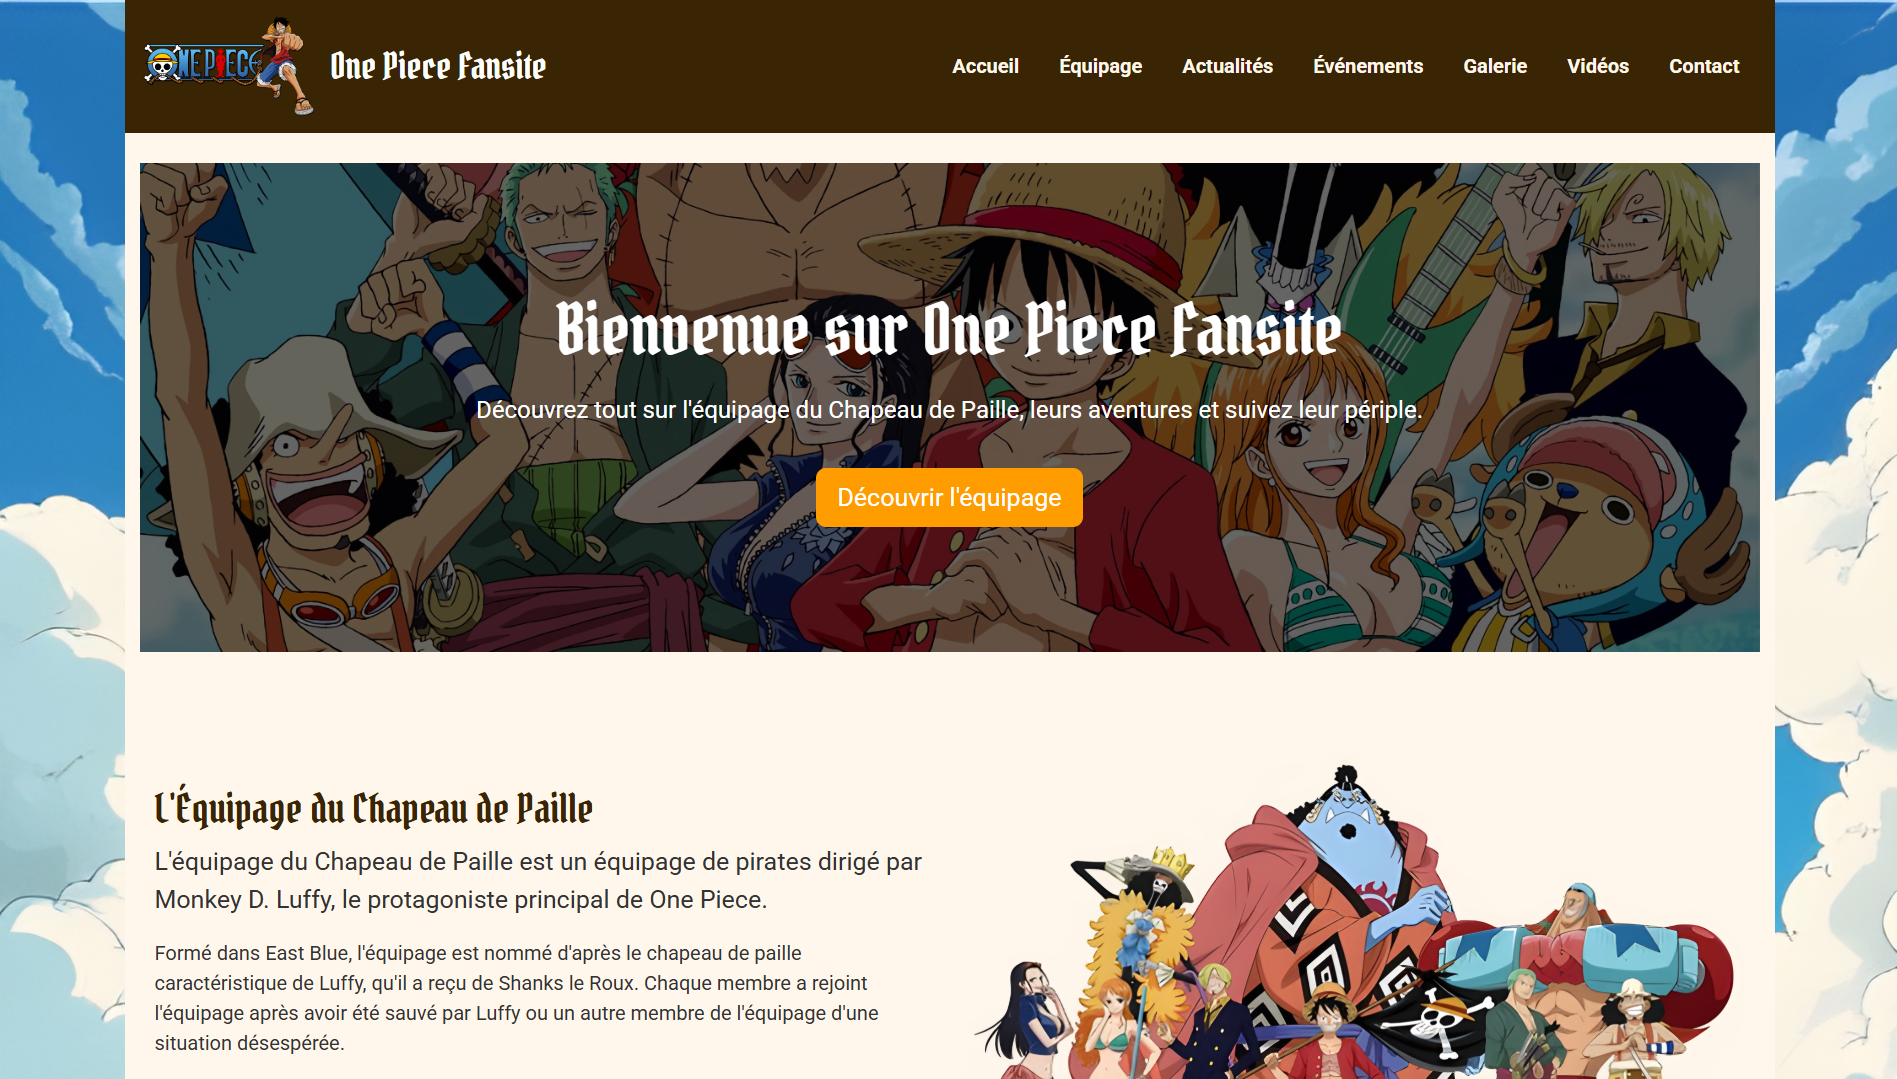 ONE PIECE
One Piece Fansite
Accueil Équipage Actualités Événements Galerie Vidéos Contact
Bienvenue sur One Piece Fansite
Découvrez tout sur l'équipage du Chapeau de Paille, leurs aventures et suivez leur périple.
Découvrir l'équipage
L'Équipage du Chapeau de Paille
L'équipage du Chapeau de Paille est un équipage de pirates dirigé par
Monkey D. Luffy, le protagoniste principal de One Piece.
Formé dans East Blue, l'équipage est nommé d'après le chapeau de paille
caractéristique de Luffy, qu'il a reçu de Shanks le Roux. Chaque membre a rejoint
l'équipage après avoir été sauvé par Luffy ou un autre membre de l'équipage d'une
situation désespérée.